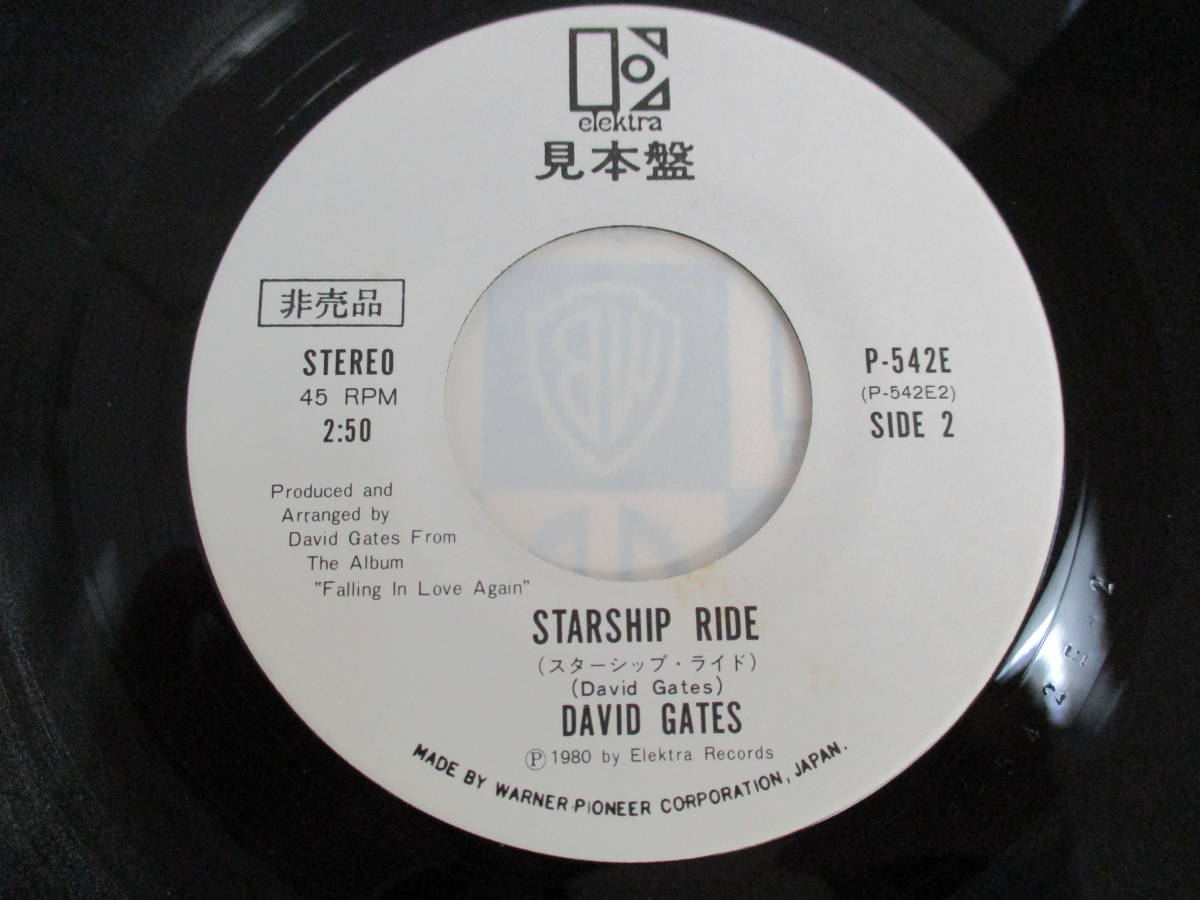 elektra
見本盤
非売品
STEREO
45 RPM
2:50
P-542E
(P-542E2)
SIDE 2
Produced and
Arranged by
David Gates From
The Album
"Falling In Love Again"
STARSHIP RIDE
(スターシップ・ライド)
(David Gates)
DAVID GATES
Ⓟ 1980 by Elektra Records
MADE BY WARNER-PIONEER CORPORATION, JAPAN.